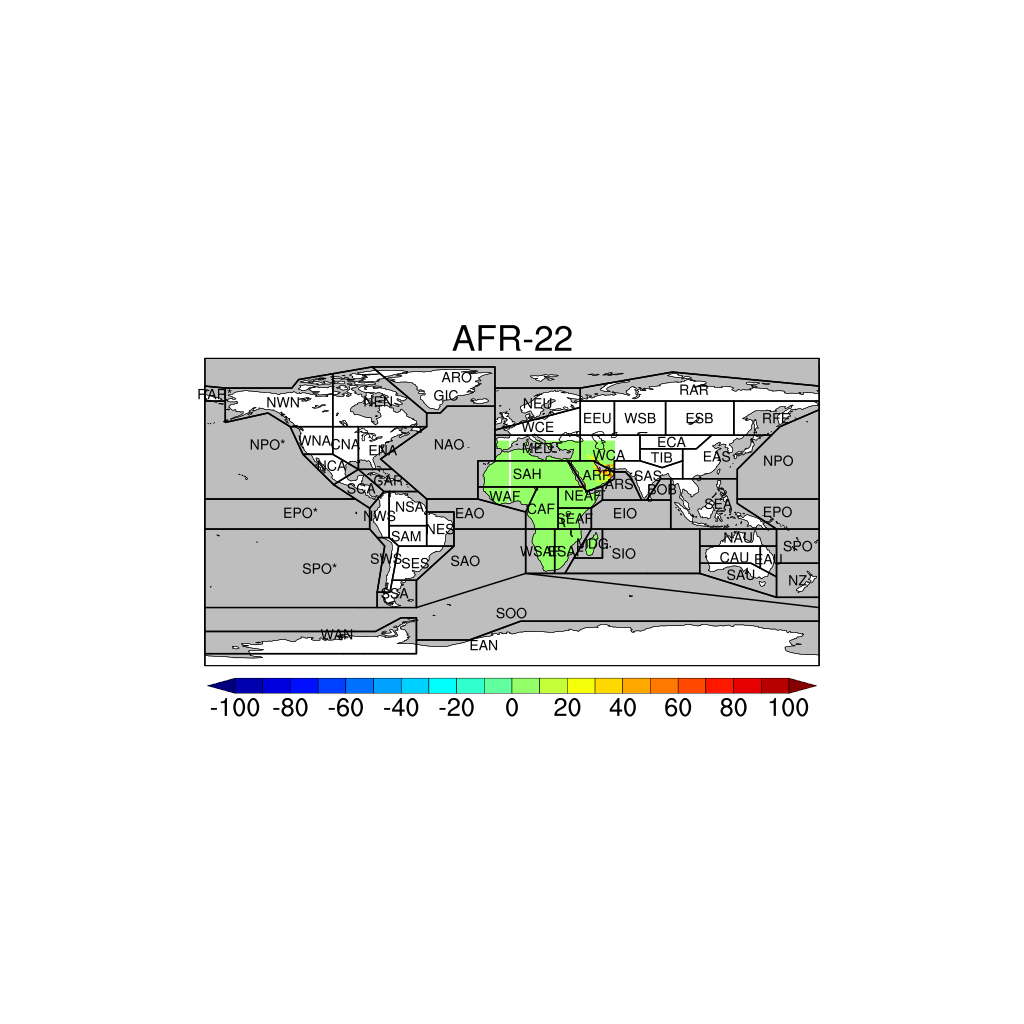 AFR-22
ARO
RAR
GIC
RAR*
NWN
NEN
NEU
EEU WSB ESB RFE
WCE
WNA CNA ENA
NPO* NAO MED ECA
WCA TIB EAS NPO
NCA SAH ARP SAS
CAR ARS
SCA WAF NEAF BOB
NSA CAF SEA
EPO* NWS EAO SEAF EIO EPO
NES
SAM NAU
WSAF ESAF MDG SPO
SWS SES SAO SIO CAU EAU
SPO* SAU
NZ
SSA
SOO
WAN
EAN
-100 -80 -60 -40 -20 0 20 40 60 80 100